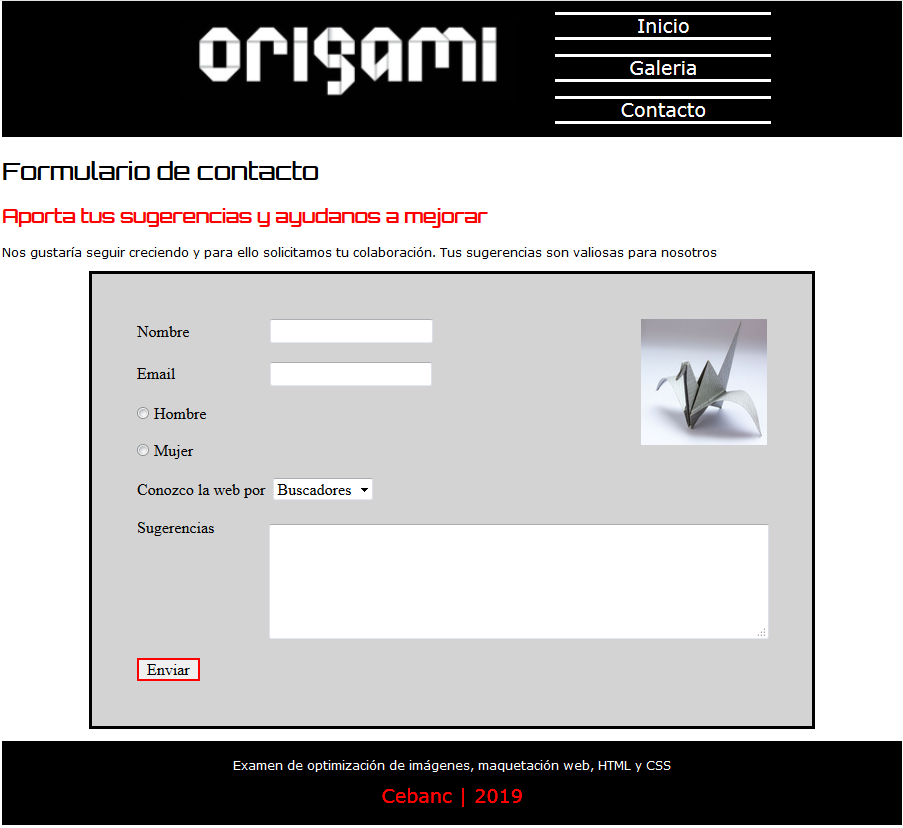 origami
Inicio
Galeria
Contacto
Formulario de contacto
Aporta tus sugerencias y ayudanos a mejorar
Nos gustaría seguir creciendo y para ello solicitamos tu colaboración. Tus sugerencias son valiosas para nosotros
Nombre
Email
Hombre
Mujer
Conozco la web por Buscadores
Sugerencias
Enviar
Examen de optimización de imágenes, maquetación web, HTML y CSS
Cebanc | 2019